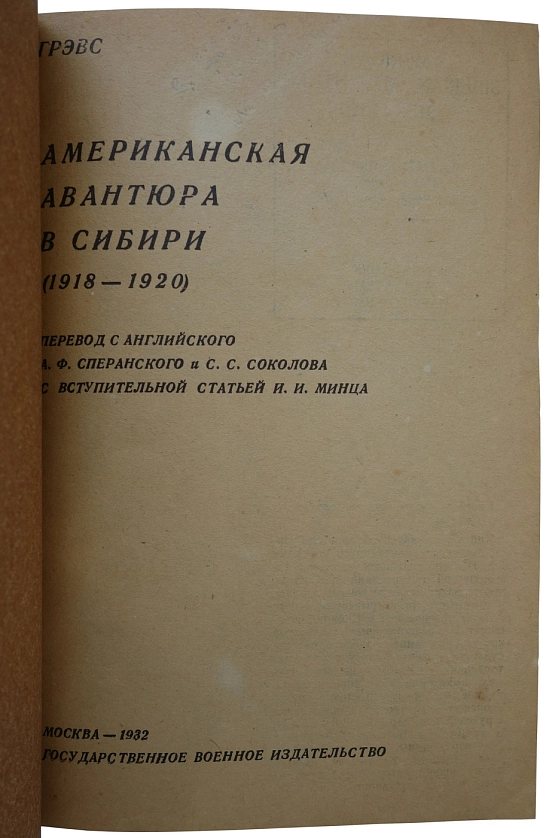 ГРЭВС
АМЕРИКАНСКАЯ
АВАНТЮРА
В СИБИРИ
(1918 — 1920)
ПЕРЕВОД С АНГЛИЙСКОГО
А. Ф. СПЕРАНСКОГО и С. С. СОКОЛОВА
С ВСТУПИТЕЛЬНОЙ СТАТЬЕЙ И. И. МИНЦА
МОСКВА — 1932
ГОСУДАРСТВЕННОЕ ВОЕННОЕ ИЗДАТЕЛЬСТВО